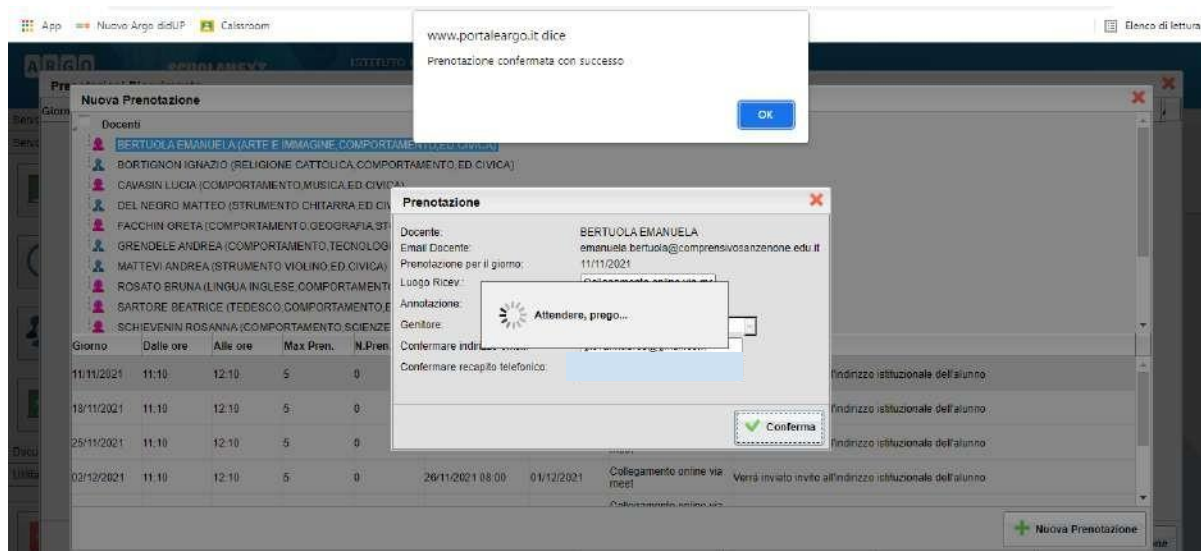 App Nuovo Argo didUP Calssroom Elenco di lettura
www.portaleargo.it dice
Prenotazione confermata con successo
OK
ARGO SCUOLANEXT
Nuova Prenotazione
Docenti
BERTUOLA EMANUELA (ARTE E IMMAGINE,COMPORTAMENTO,ED.CIVICA)
BORTIGNON IGNAZIO (RELIGIONE CATTOLICA,COMPORTAMENTO,ED.CIVICA)
CAVASIN LUCIA (COMPORTAMENTO,MUSICA,ED.CIVICA)
DEL NEGRO MATTEO (STRUMENTO CHITARRA,ED.CIV
FACCHIN GRETA (COMPORTAMENTO,GEOGRAFIA,ST
GRENDELE ANDREA (COMPORTAMENTO,TECNOLOG
MATTEVI ANDREA (STRUMENTO VIOLINO,ED.CIVICA)
ROSATO BRUNA (LINGUA INGLESE,COMPORTAMENT
SARTORE BEATRICE (TEDESCO,COMPORTAMENTO,E
SCHIEVENIN ROSANNA (COMPORTAMENTO,SCIENZE
Prenotazione
Docente: BERTUOLA EMANUELA
Email Docente: emanuela.bertuola@comprensivosanzenone.edu.it
Prenotazione per il giorno: 11/11/2021
Luogo Ricev.:
Annotazione:
Genitore:
Attendere, prego...
Confermare recapito telefonico:
Conferma
Giorno Dalle ore Alle ore Max Pren. N.Pren
11/11/2021 11:10 12:10 5 0 l'indirizzo istituzionale dell'alunno
18/11/2021 11:10 12:10 5 0 l'indirizzo istituzionale dell'alunno
25/11/2021 11:10 12:10 5 0 l'indirizzo istituzionale dell'alunno
02/12/2021 11:10 12:10 5 0 26/11/2021 08:00 01/12/2021 Collegamento online via meet Verrà inviato invito all'indirizzo istituzionale dell'alunno
Nuova Prenotazione